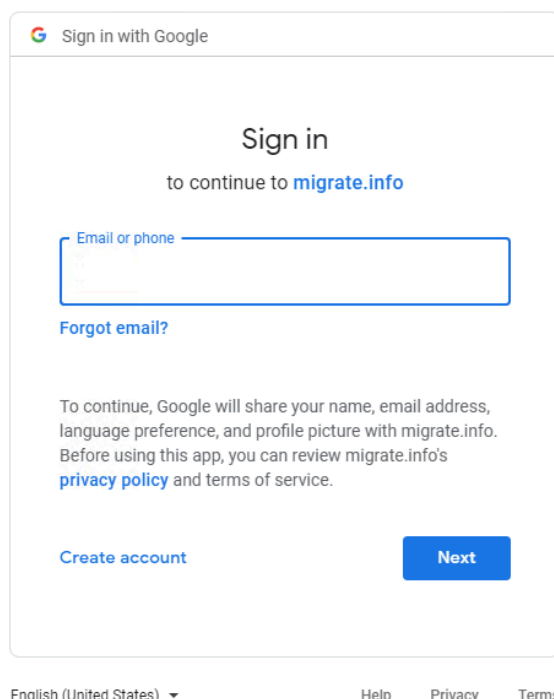 Sign in with Google
Sign in
to continue to migrate.info
Email or phone
Forgot email?
To continue, Google will share your name, email address,
language preference, and profile picture with migrate.info.
Before using this app, you can review migrate.info's
privacy policy and terms of service.
Create account
Next
English (United States)
Help
Privacy
Terms